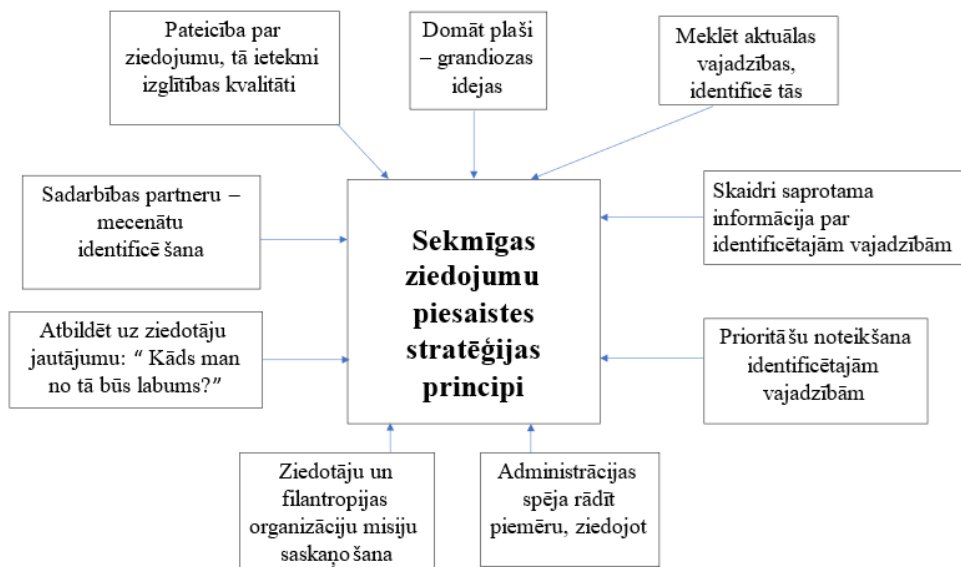 Pateicība par
ziedojumu, tā ietekmi
izglītības kvalitāti
Domāt plaši
– grandiozas
idejas
Meklēt aktuālas
vajadzības,
identificē tās
Sadarbības partneru –
mecenātu
identificē šana
Skaidri saprotama
informācija par
identificētajām vajadzībām
Sekmīgas
ziedojumu
piesaistes
stratēģijas
principi
Atbildēt uz ziedotāju
jautājumu: “ Kāds man
no tā būs labums?”
Prioritāšu noteikšana
identificētajām
vajadzībām
Ziedotāju un
filantropijas
organizāciju misiju
saskaņo šana
Administrācijas
spēja rādīt
piemēru, ziedojot